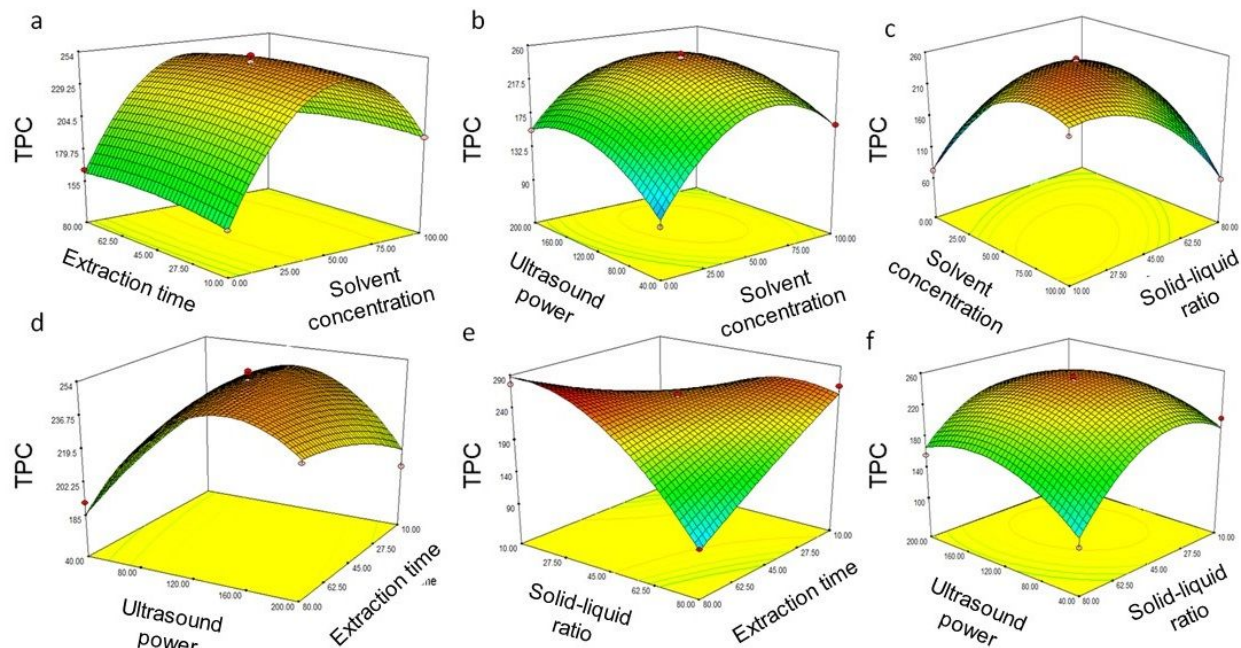 a
TPC
254
229.25
204.5
179.75
155
80.00
62.50
45.00
27.50
10.00
Extraction time
0.00
25.00
50.00
75.00
100.00
Solvent
concentration
b
TPC
260
217.5
175
132.5
90
200.00
160.00
120.00
80.00
40.00
Ultrasound
power
0.00
25.00
50.00
75.00
100.00
Solvent
concentration
c
TPC
260
210
160
110
60
0.00
25.00
50.00
75.00
100.00
Solvent
concentration
10.00
27.50
45.00
62.50
80.00
Solid-liquid
ratio
d
TPC
254
236.75
219.5
202.25
185
40.00
80.00
120.00
160.00
200.00
Ultrasound
power
80.00
62.50
45.00
27.50
10.00
Extraction time
e
TPC
290
240
190
140
90
10.00
27.50
45.00
62.50
80.00
Solid-liquid
ratio
80.00
62.50
45.00
27.50
10.00
Extraction time
f
TPC
260
220
180
140
100
200.00
160.00
120.00
80.00
40.00
Ultrasound
power
80.00
62.50
45.00
27.50
10.00
Solid-liquid
ratio